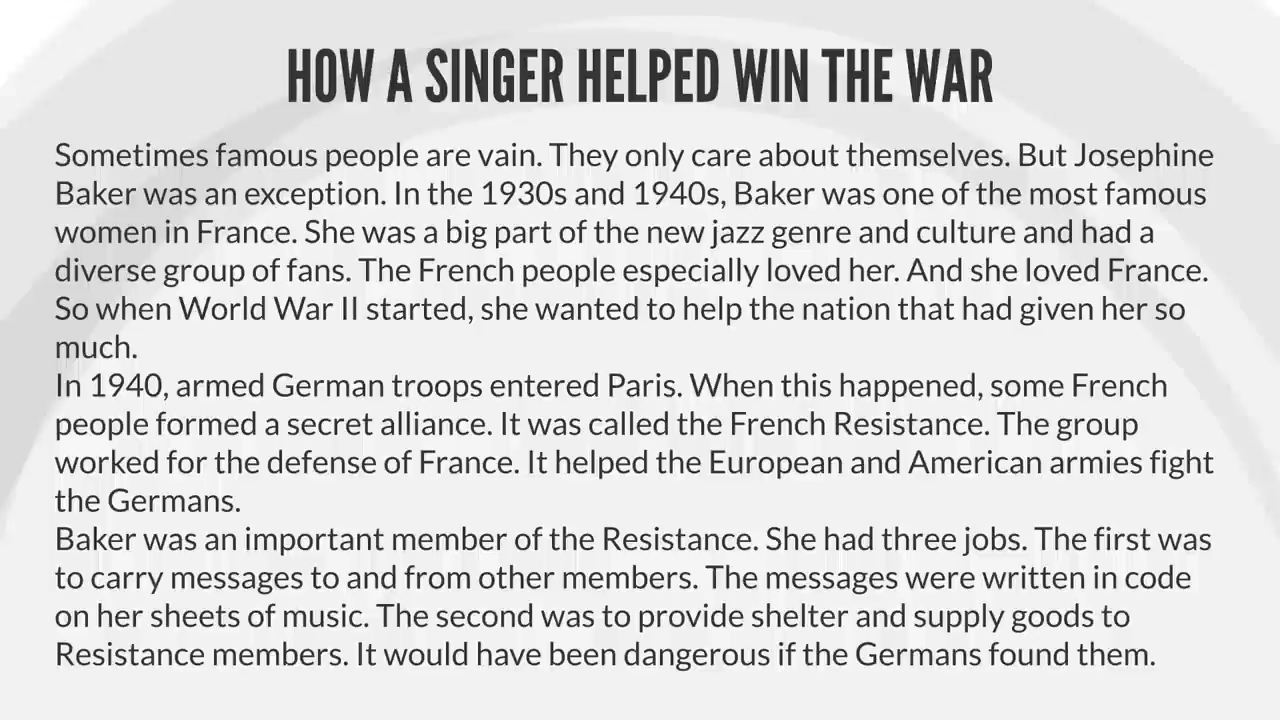 HOW A SINGER HELPED WIN THE WAR
Sometimes famous people are vain. They only care about themselves. But Josephine
Baker was an exception. In the 1930s and 1940s, Baker was one of the most famous
women in France. She was a big part of the new jazz genre and culture and had a
diverse group of fans. The French people especially loved her. And she loved France.
So when World War II started, she wanted to help the nation that had given her so
much.
In 1940, armed German troops entered Paris. When this happened, some French
people formed a secret alliance. It was called the French Resistance. The group
worked for the defense of France. It helped the European and American armies fight
the Germans.
Baker was an important member of the Resistance. She had three jobs. The first was
to carry messages to and from other members. The messages were written in code
on her sheets of music. The second was to provide shelter and supply goods to
Resistance members. It would have been dangerous if the Germans found them.